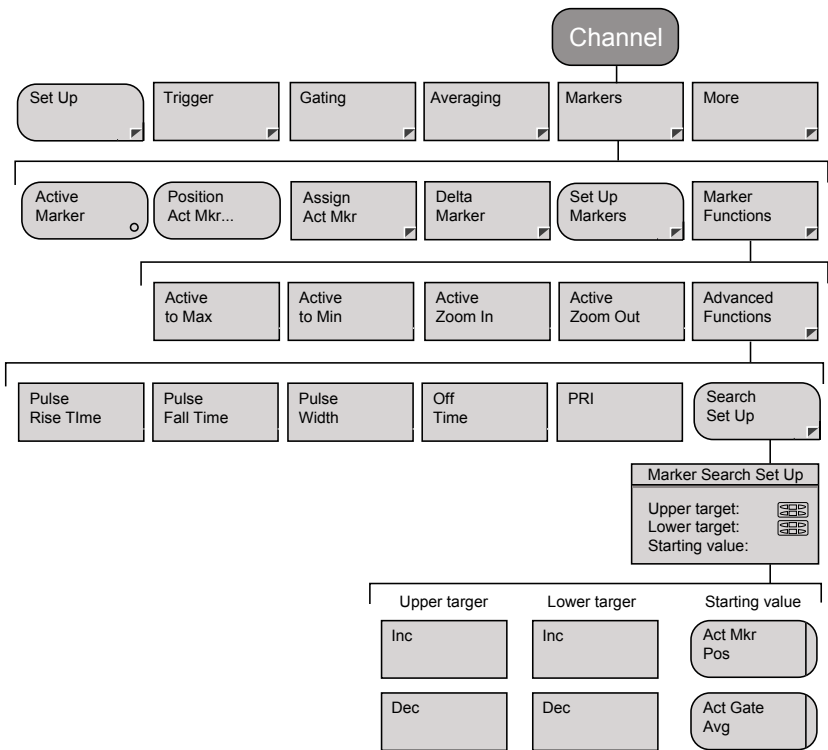 Channel
Set Up
Trigger
Gating
Averaging
Markers
More
Active
Marker
Position
Act Mkr...
Assign
Act Mkr
Delta
Marker
Set Up
Markers
Marker
Functions
Active
to Max
Active
to Min
Active
Zoom In
Active
Zoom Out
Advanced
Functions
Pulse
Rise TIme
Pulse
Fall Time
Pulse
Width
Off
Time
PRI
Search
Set Up
Marker Search Set Up
Upper target:
Lower target:
Starting value:
Upper targer
Lower targer
Starting value
Inc
Inc
Act Mkr
Pos
Dec
Dec
Act Gate
Avg